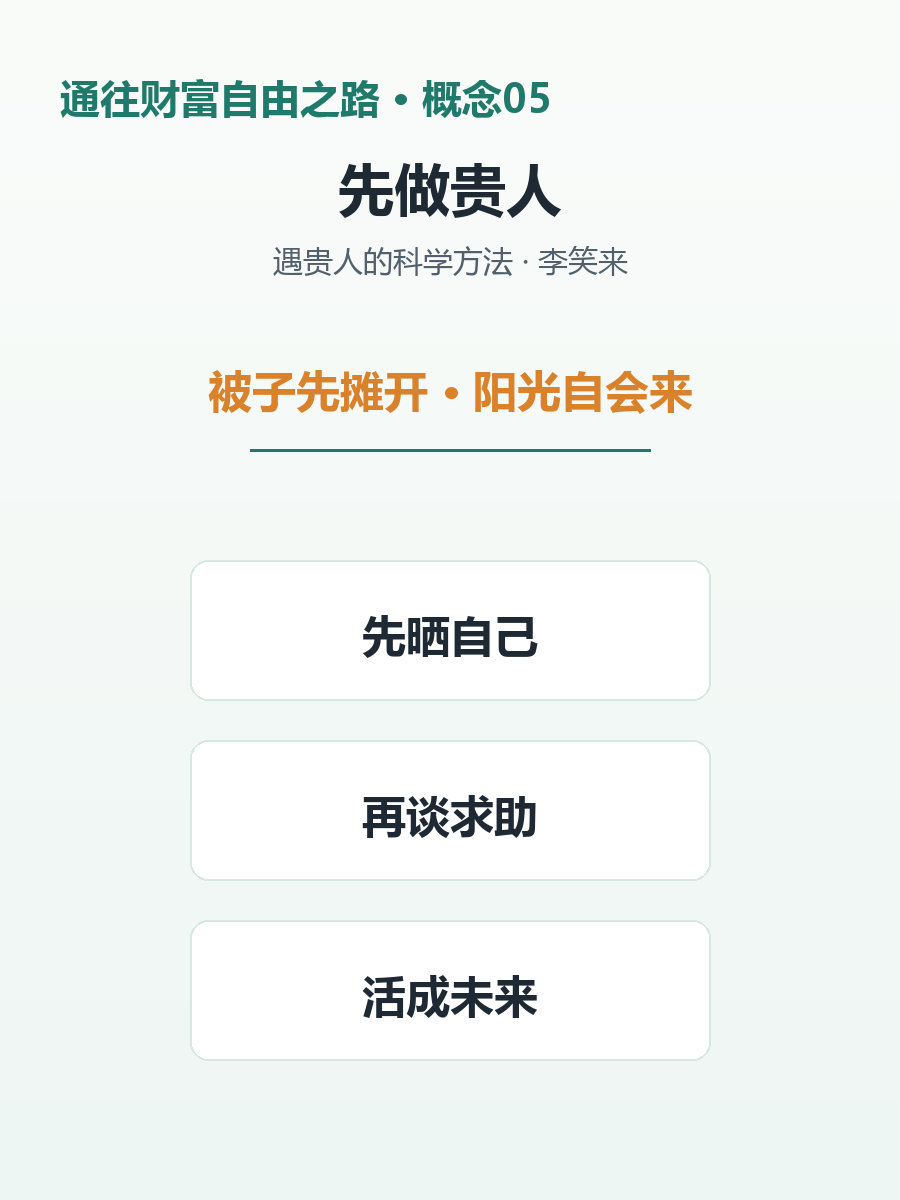 通往财富自由之路 • 概念05
先做贵人
遇贵人的科学方法 · 李笑来
被子先摊开 • 阳光自会来
先晒自己
再谈求助
活成未来